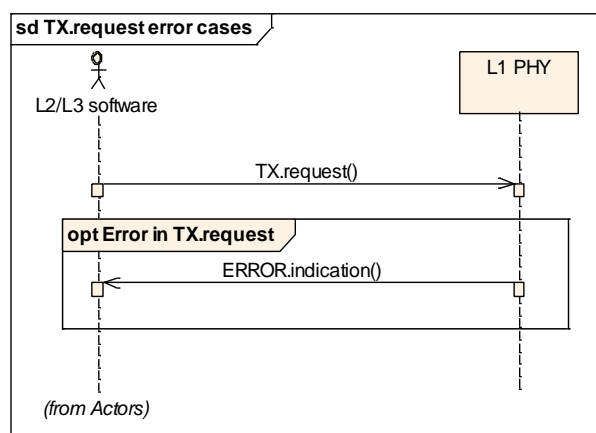 sd TX.request error cases
L2/L3 software
L1 PHY
TX.request()
opt Error in TX.request
ERROR.indication()
(from Actors)